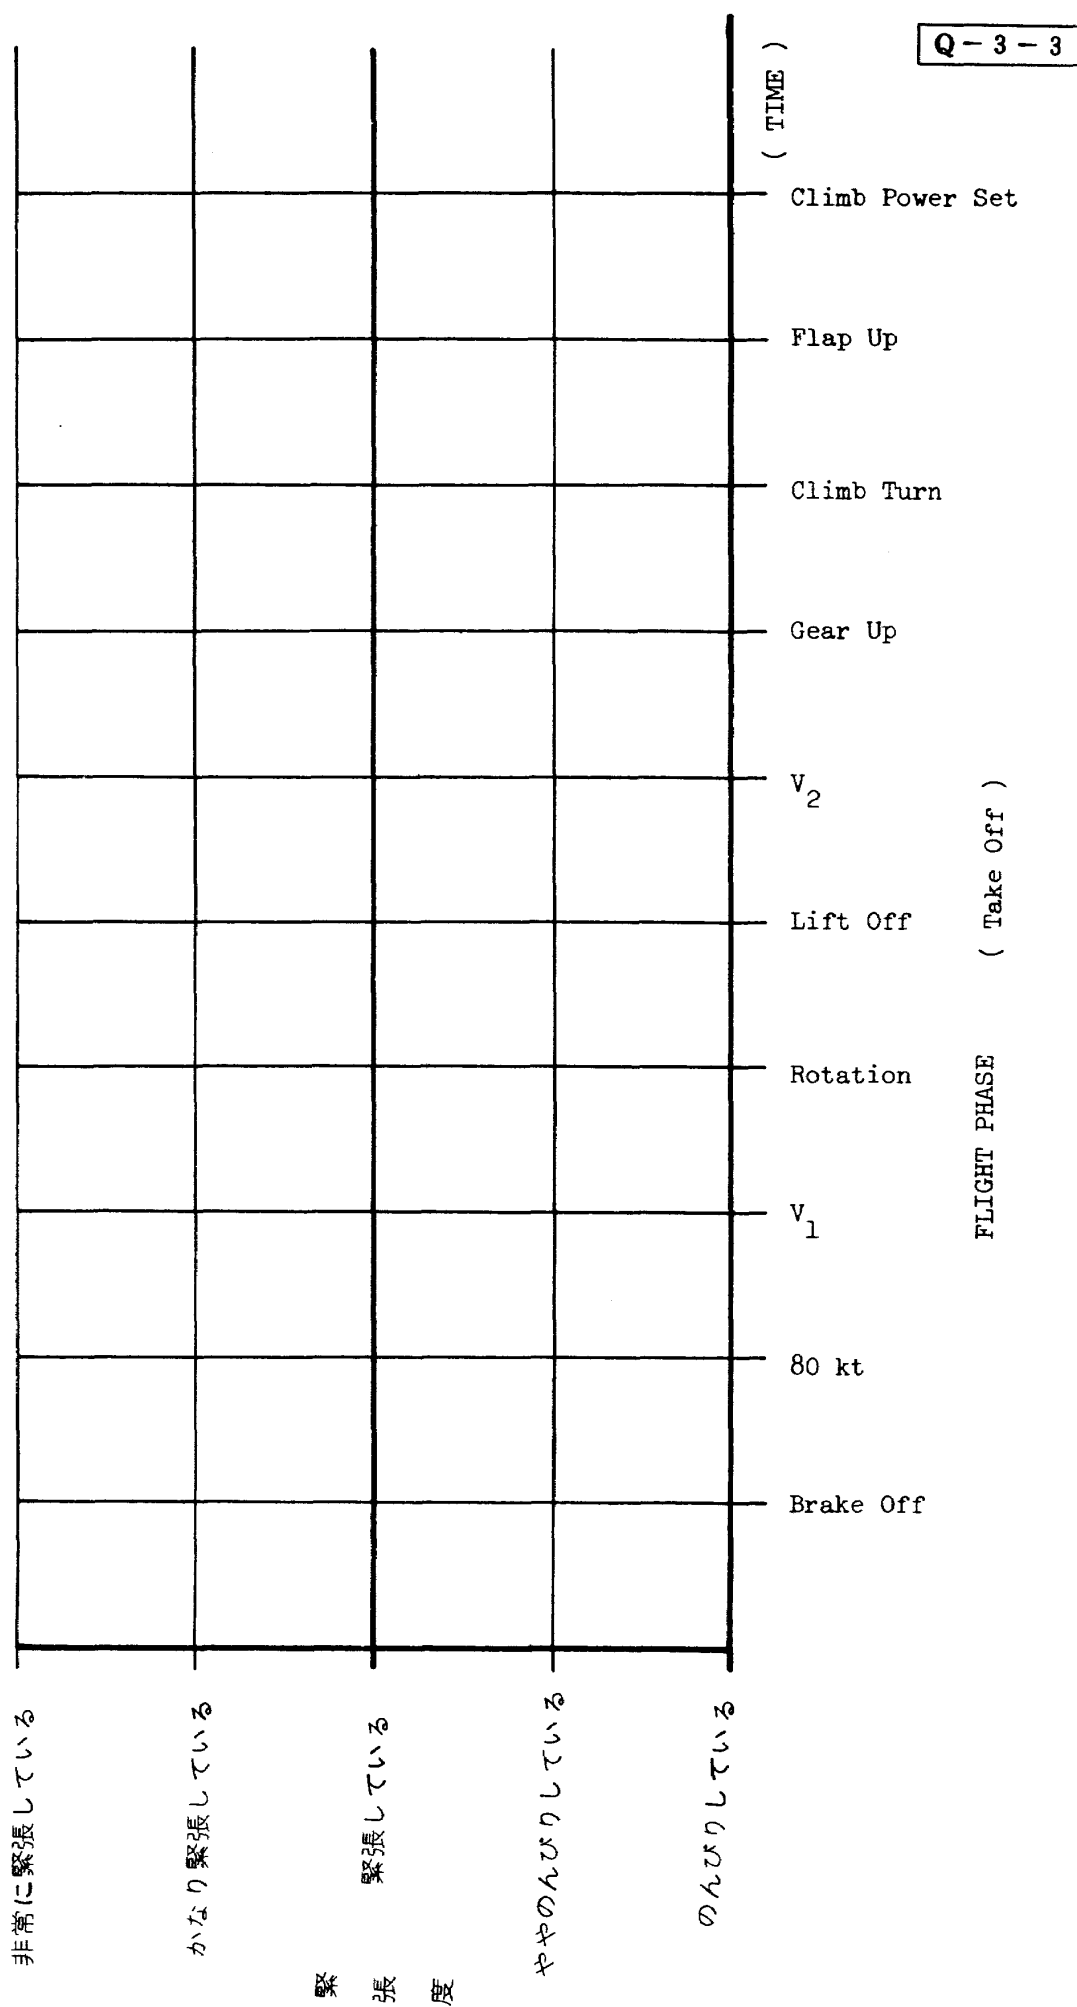 Q-3-3
非常に緊張している
かなり緊張している
緊張している
ややのんびりしている
のんびりしている
緊張度
Brake Off
80 kt
V1
Rotation
Lift Off
V2
Gear Up
Climb Turn
Flap Up
Climb Power Set
( TIME )
FLIGHT PHASE ( Take Off )